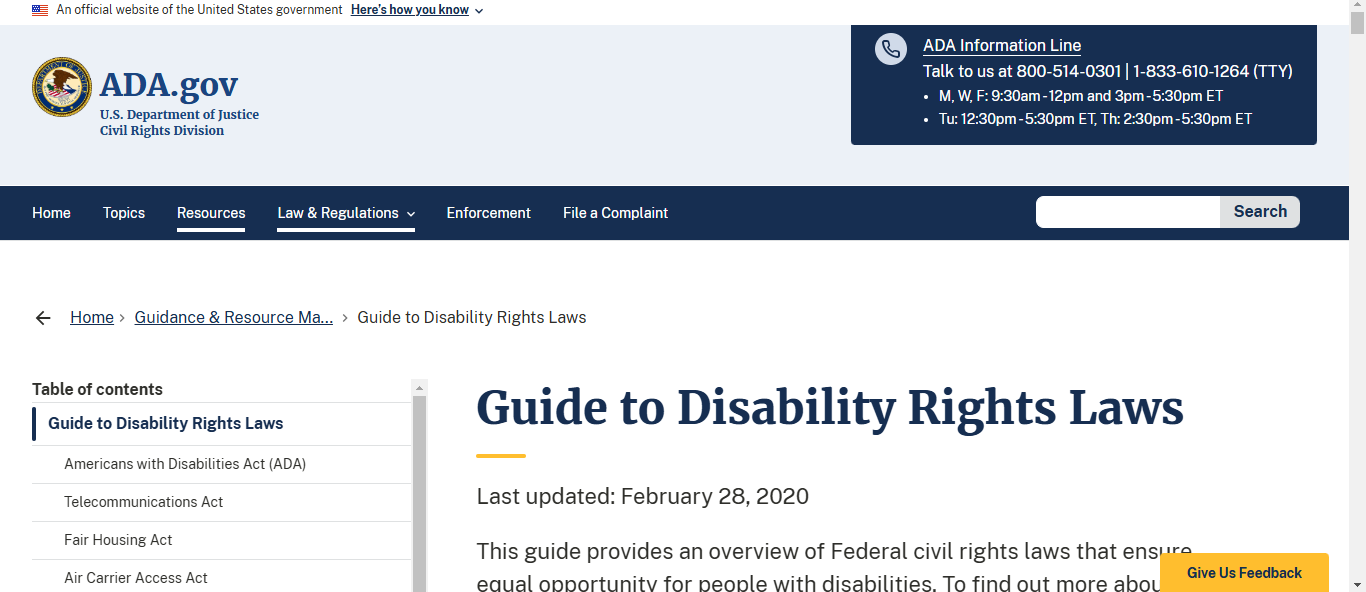 An official website of the United States government Here's how you know
ADA Information Line
Talk to us at 800-514-0301 | 1-833-610-1264 (TTY)
• M, W, F: 9:30am-12pm and 3pm-5:30pm ET
• Tu: 12:30pm-5:30pm ET, Th: 2:30pm-5:30pm ET
ADA.gov
U.S. Department of Justice
Civil Rights Division
Home Topics Resources Law & Regulations Enforcement File a Complaint Search
Home > Guidance & Resource Ma... > Guide to Disability Rights Laws
Table of contents
Guide to Disability Rights Laws
Americans with Disabilities Act (ADA)
Telecommunications Act
Fair Housing Act
Air Carrier Access Act
Guide to Disability Rights Laws
Last updated: February 28, 2020
This guide provides an overview of Federal civil rights laws that ensure
equal opportunity for people with disabilities. To find out more abou
Give Us Feedback